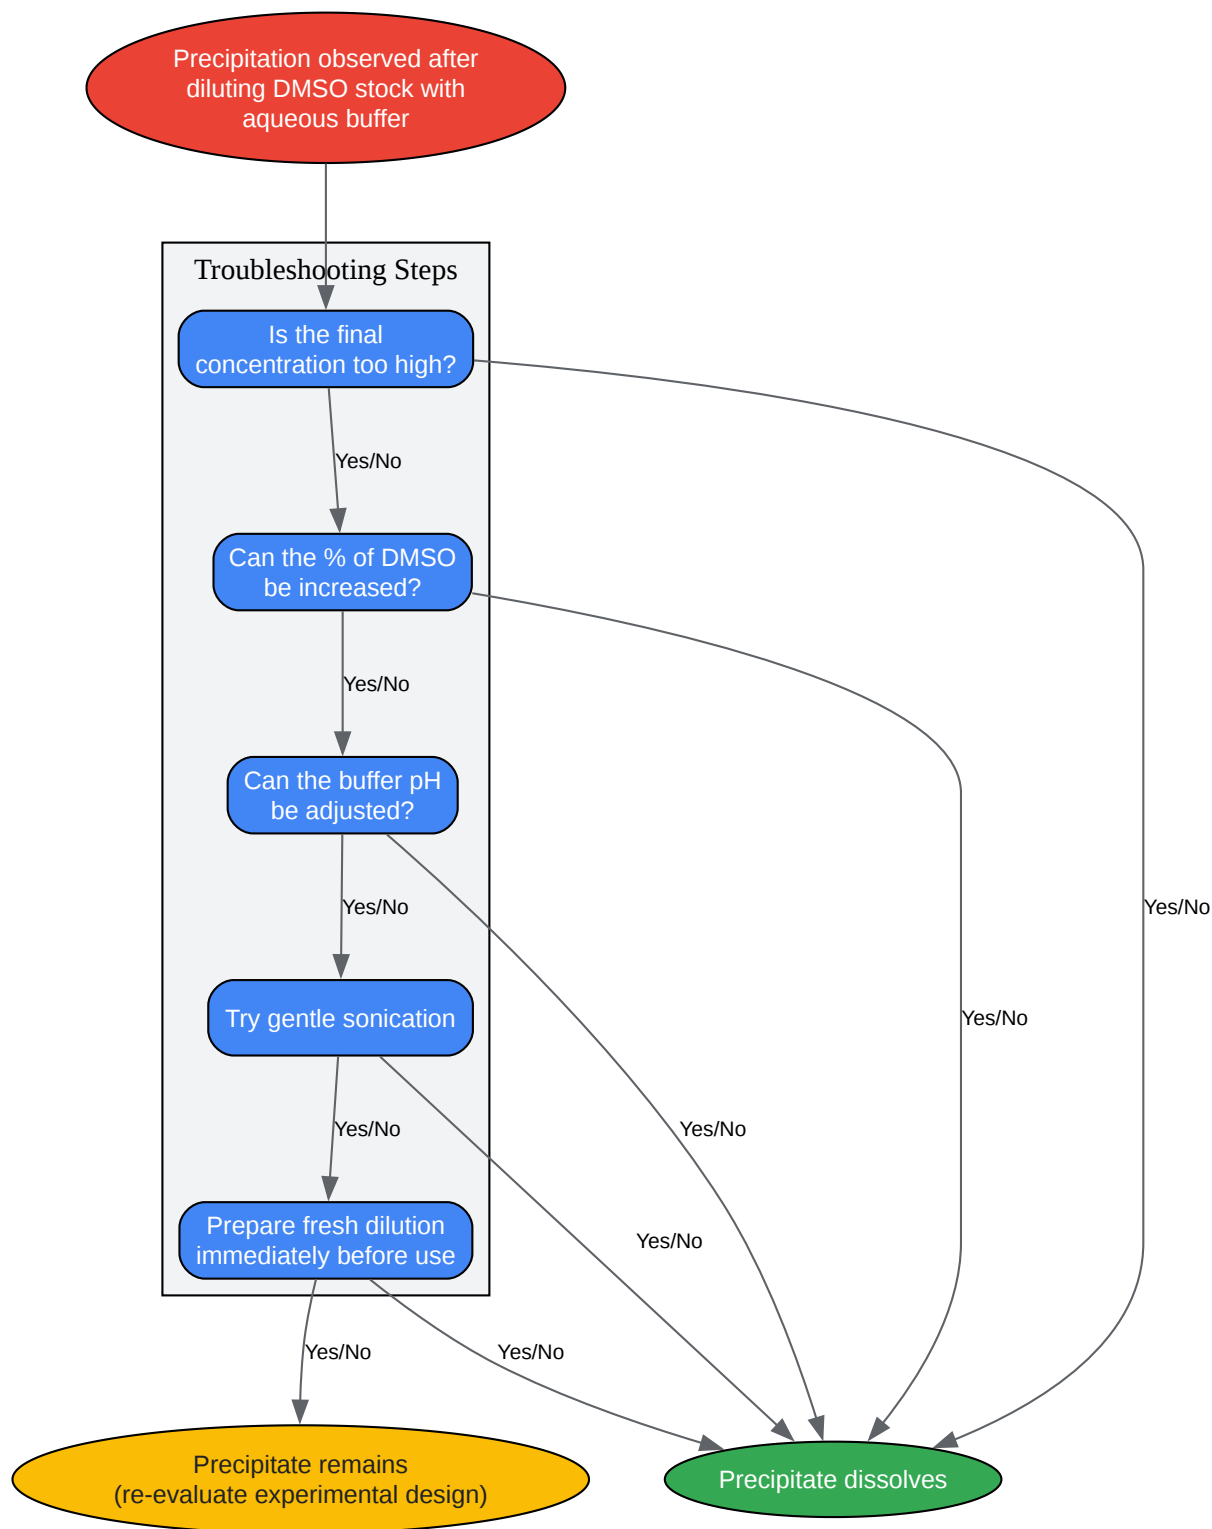 Precipitation observed after
diluting DMSO stock with
aqueous buffer
Troubleshooting Steps
Is the final
concentration too high?
Yes/No
Can the % of DMSO
be increased?
Yes/No
Can the buffer pH
be adjusted?
Yes/No
Yes/No
Try gentle sonication
Yes/No
Yes/No
Yes/No
Prepare fresh dilution
immediately before use
Yes/No
Yes/No
Yes/No
Precipitate remains
(re-evaluate experimental design)
Precipitate dissolves